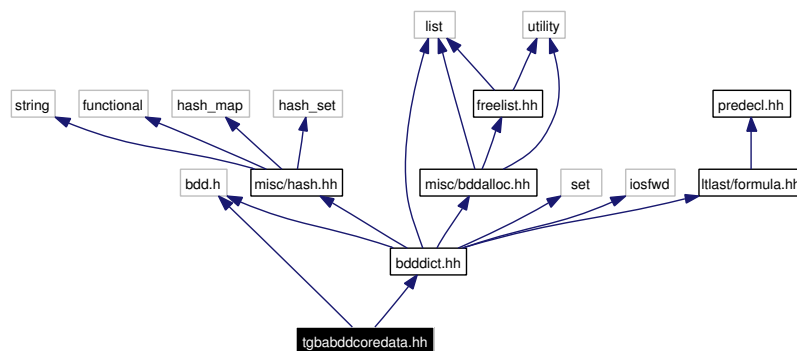 list
utility
string
functional
hash_map
hash_set
freelist.hh
predecl.hh
bdd.h
misc/hash.hh
misc/bddalloc.hh
set
iosfwd
ltlast/formula.hh
bdddict.hh
tgbabddcoredata.hh